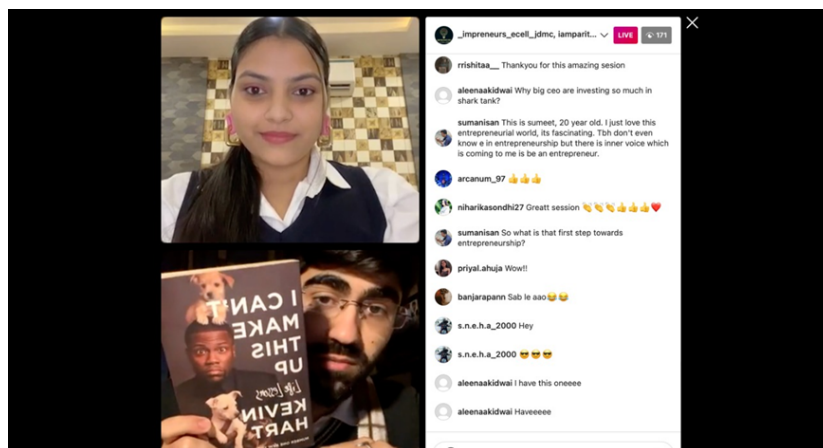 _impreneurs_ecell_jdmc, iamparit...
LIVE
171
rrishitaa__ Thankyou for this amazing sesion
aleenaakidwai Why big ceo are investing so much in
shark tank?
sumanisan This is sumeet, 20 year old. I just love this
entrepreneurial world, its fascinating. Tbh don't even
know e in entrepreneurship but there is inner voice which
is coming to me is be an entrepreneur.
arcanum_97 👍👍👍
niharikasondhi27 Greatt session 👏👏👏👍👍👍❤️
sumanisan So what is that first step towards
entrepreneurship?
priyal.ahuja Wow!!
banjarapann Sab le aao😂😂
s.n.e.h.a_2000 Hey
s.n.e.h.a_2000 😎😎😎
aleenaakidwai I have this oneeee
aleenaakidwai Haveeeee
I CAN'T
MAKE
THIS
UP
Life Lessons
KEVIN
HART